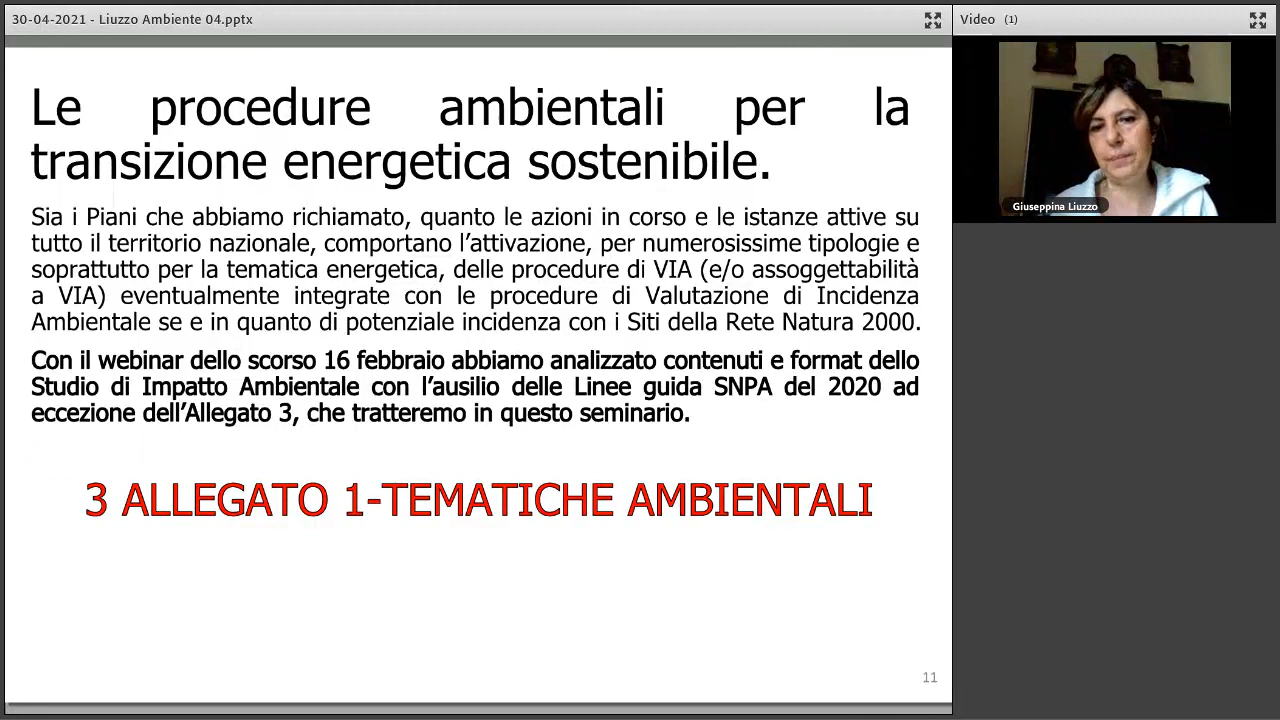 30-04-2021 - Liuzzo Ambiente 04.pptx
Video (1)
Le procedure ambientali per la
transizione energetica sostenibile.
Sia i Piani che abbiamo richiamato, quanto le azioni in corso e le istanze attive su
tutto il territorio nazionale, comportano l’attivazione, per numerosissime tipologie e
soprattutto per la tematica energetica, delle procedure di VIA (e/o assoggettabilità
a VIA) eventualmente integrate con le procedure di Valutazione di Incidenza
Ambientale se e in quanto di potenziale incidenza con i Siti della Rete Natura 2000.
Con il webinar dello scorso 16 febbraio abbiamo analizzato contenuti e format dello
Studio di Impatto Ambientale con l’ausilio delle Linee guida SNPA del 2020 ad
eccezione dell’Allegato 3, che tratteremo in questo seminario.
3 ALLEGATO 1-TEMATICHE AMBIENTALI
11
Giuseppina Liuzzo